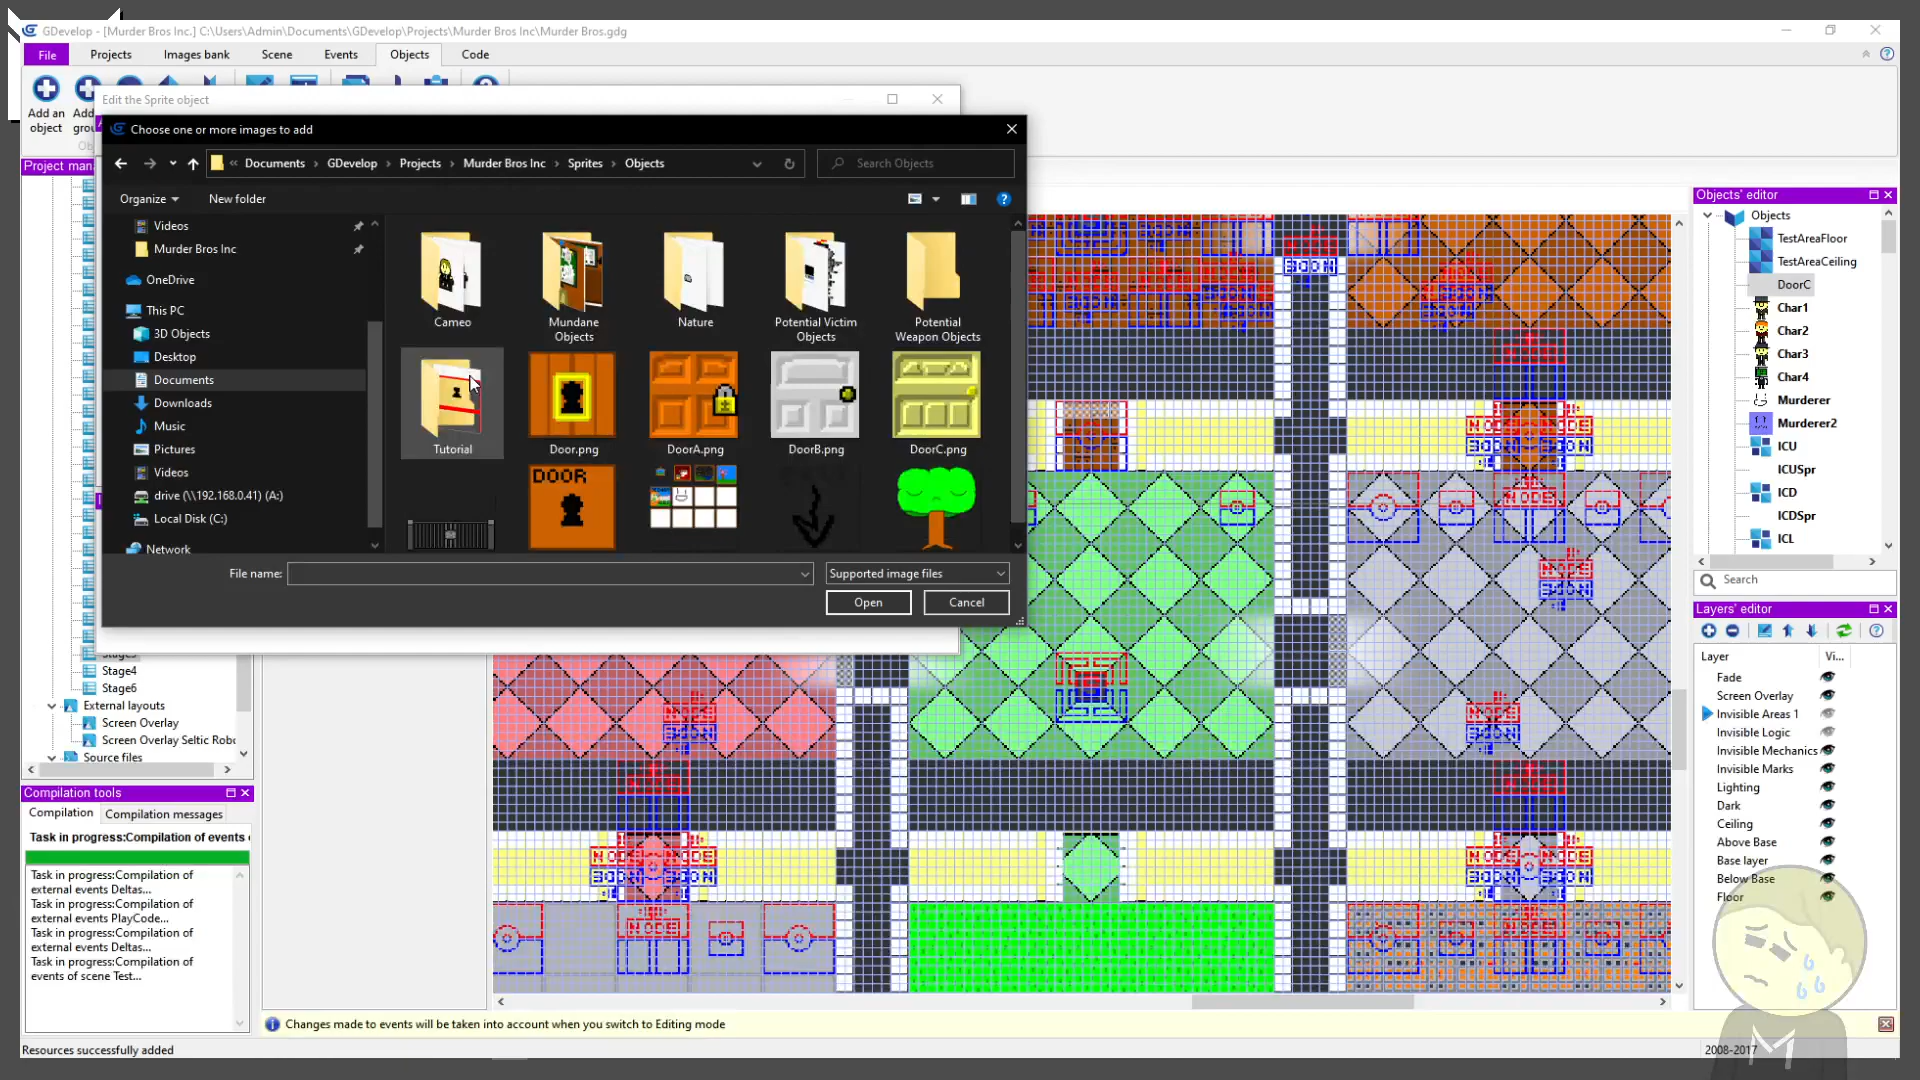 GDevelop - [Murder Bros Inc.] C:\Users\Admin\Documents\GDevelop\Projects\Murder Bros Inc\Murder Bros.gdg
File Projects Images bank Scene Events Objects Code
Add an object
Add
grou
Edit the Sprite object
Choose one or more images to add
« Documents > GDevelop > Projects > Murder Bros Inc > Sprites > Objects
Search Objects
Organize New folder
Project mana
Videos
Murder Bros Inc
OneDrive
This PC
3D Objects
Desktop
Documents
Downloads
Music
Pictures
Videos
drive (\\192.168.0.41) (A:)
Local Disk (C:)
Network
Cameo
Mundane Objects
Nature
Potential Victim Objects
Potential Weapon Objects
Tutorial
Door.png
DoorA.png
DoorB.png
DoorC.png
DOOR
File name:
Supported image files
Open Cancel
Objects' editor
Objects
TestAreaFloor
TestAreaCeiling
DoorC
Char1
Char2
Char3
Char4
Murderer
Murderer2
ICU
ICUSpr
ICD
ICDSpr
ICL
Search
Layers' editor
Layer Vi...
Fade
Screen Overlay
Invisible Areas 1
Invisible Logic
Invisible Mechanics
Invisible Marks
Lighting
Dark
Ceiling
Above Base
Base layer
Below Base
Floor
Stage4
Stage6
External layouts
Screen Overlay
Screen Overlay Seltic Robo
Source files
Compilation tools
Compilation Compilation messages
Task in progress:Compilation of events
Task in progress:Compilation of
external events Deltas...
Task in progress:Compilation of
external events PlayCode...
Task in progress:Compilation of
external events Deltas...
Task in progress:Compilation of
events of scene Test...
Changes made to events will be taken into account when you switch to Editing mode
Resources successfully added
2008-2017